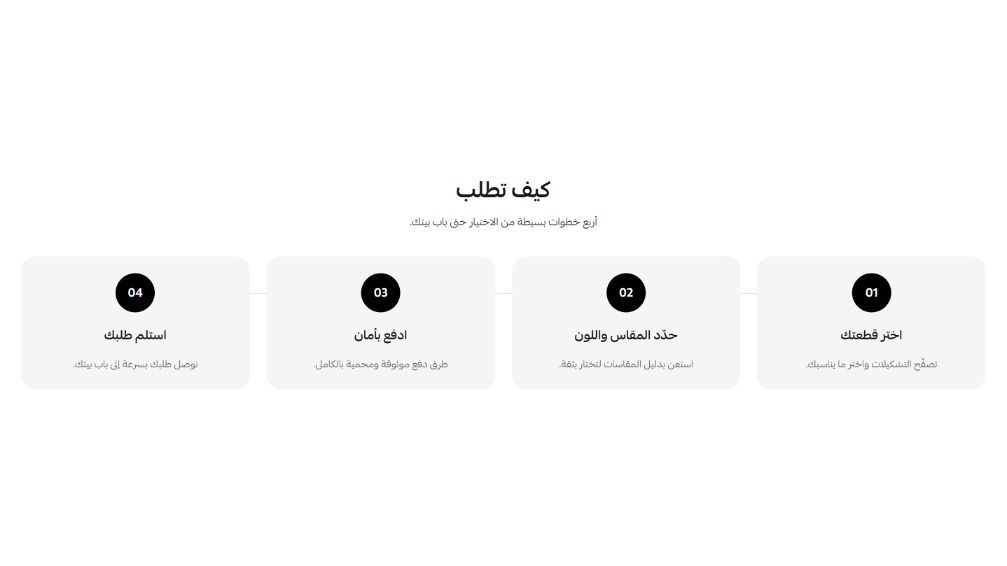 كيف تطلب
أربع خطوات بسيطة من الاختيار حتى باب بيتك.
01
اختر قطعتك
تصفّح التشكيلات واختر ما يناسبك.
02
حدّد المقاس واللون
استعن بدليل المقاسات لتختار بثقة.
03
ادفع بأمان
طرق دفع موثوقة ومحمية بالكامل.
04
استلم طلبك
نوصل طلبك بسرعة إلى باب بيتك.